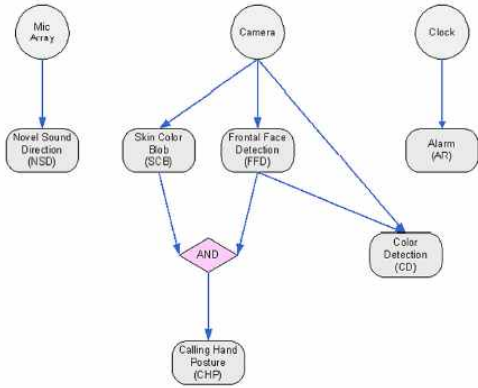 Mic
Array
Camera
Clock
Novel Sound
Direction
(NSD)
Skin Color
Blob
(SCB)
Frontal Face
Detection
(FFD)
Alarm
(AR)
AND
Color
Detection
(CD)
Calling Hand
Posture
(CHP)